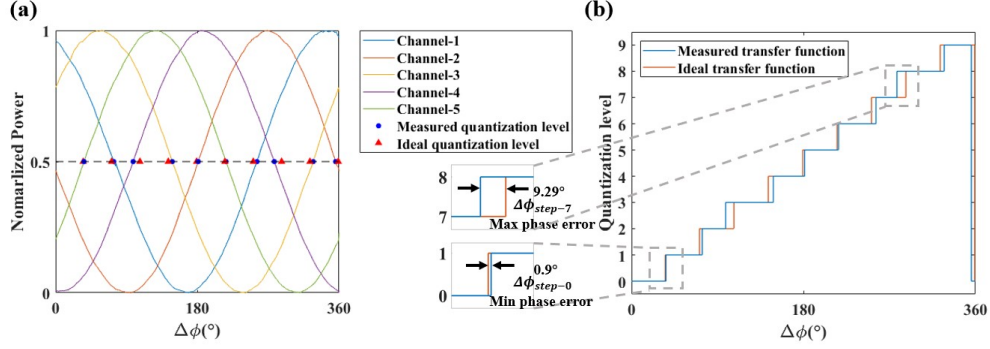 (a)
1
0.5
0
Nomarlized Power
0
180
360
Δϕ(°)
Channel-1
Channel-2
Channel-3
Channel-4
Channel-5
Measured quantization level
Ideal quantization level
8
7
9.29°
Δϕstep−7
Max phase error
1
0
0.9°
Δϕstep−0
Min phase error
(b)
Quantization level
9
8
7
6
5
4
3
2
1
0
Measured transfer function
Ideal transfer function
0
180
360
Δϕ(°)